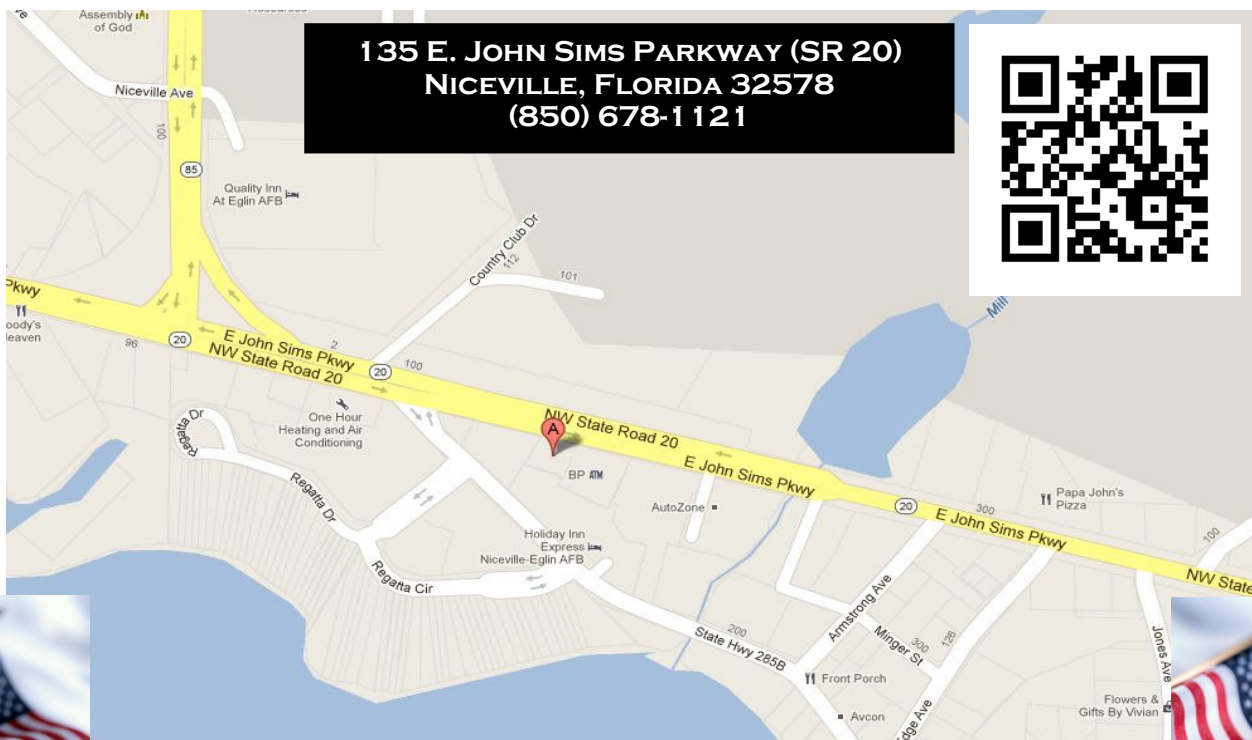 135 E. JOHN SIMS PARKWAY (SR 20)
NICEVILLE, FLORIDA 32578
(850) 678-1121
Assembly
of God
Niceville Ave
100
85
Quality Inn
At Eglin AFB
Country Club Dr
112
101
Mill
Pkwy
20
96
E John Sims Pkwy
2
NW State Road 20
20
100
One Hour
Heating and Air
Conditioning
Regatta Dr
Regatta Dr
A
NW State Road 20
E John Sims Pkwy
BP ATM
AutoZone
20
E John Sims Pkwy
300
Papa John's
Pizza
100
NW State
Holiday Inn
Express
Niceville-Eglin AFB
Regatta Cir
200
State Hwy 285B
Armstrong Ave
Minger St
300
126
Jones Ave
Front Porch
Avcon
Flowers &
Gifts By Vivian